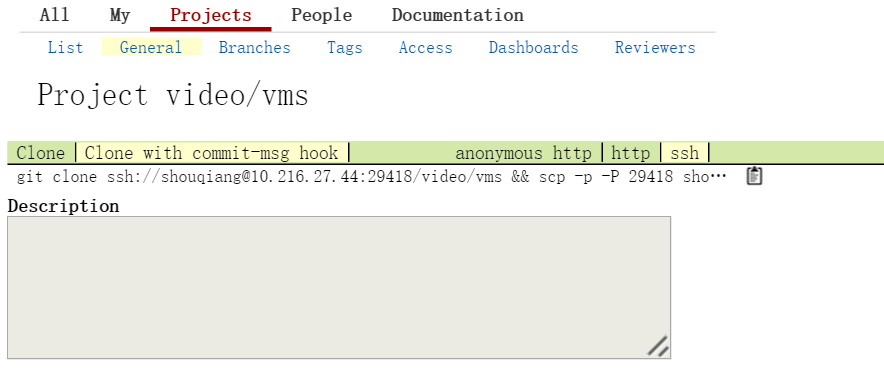 All My Projects People Documentation
List General Branches Tags Access Dashboards Reviewers
Project video/vms
Clone Clone with commit-msg hook anonymous http http ssh
git clone ssh://shouqiang@10.216.27.44:29418/video/vms && scp -p -P 29418 sho…
Description